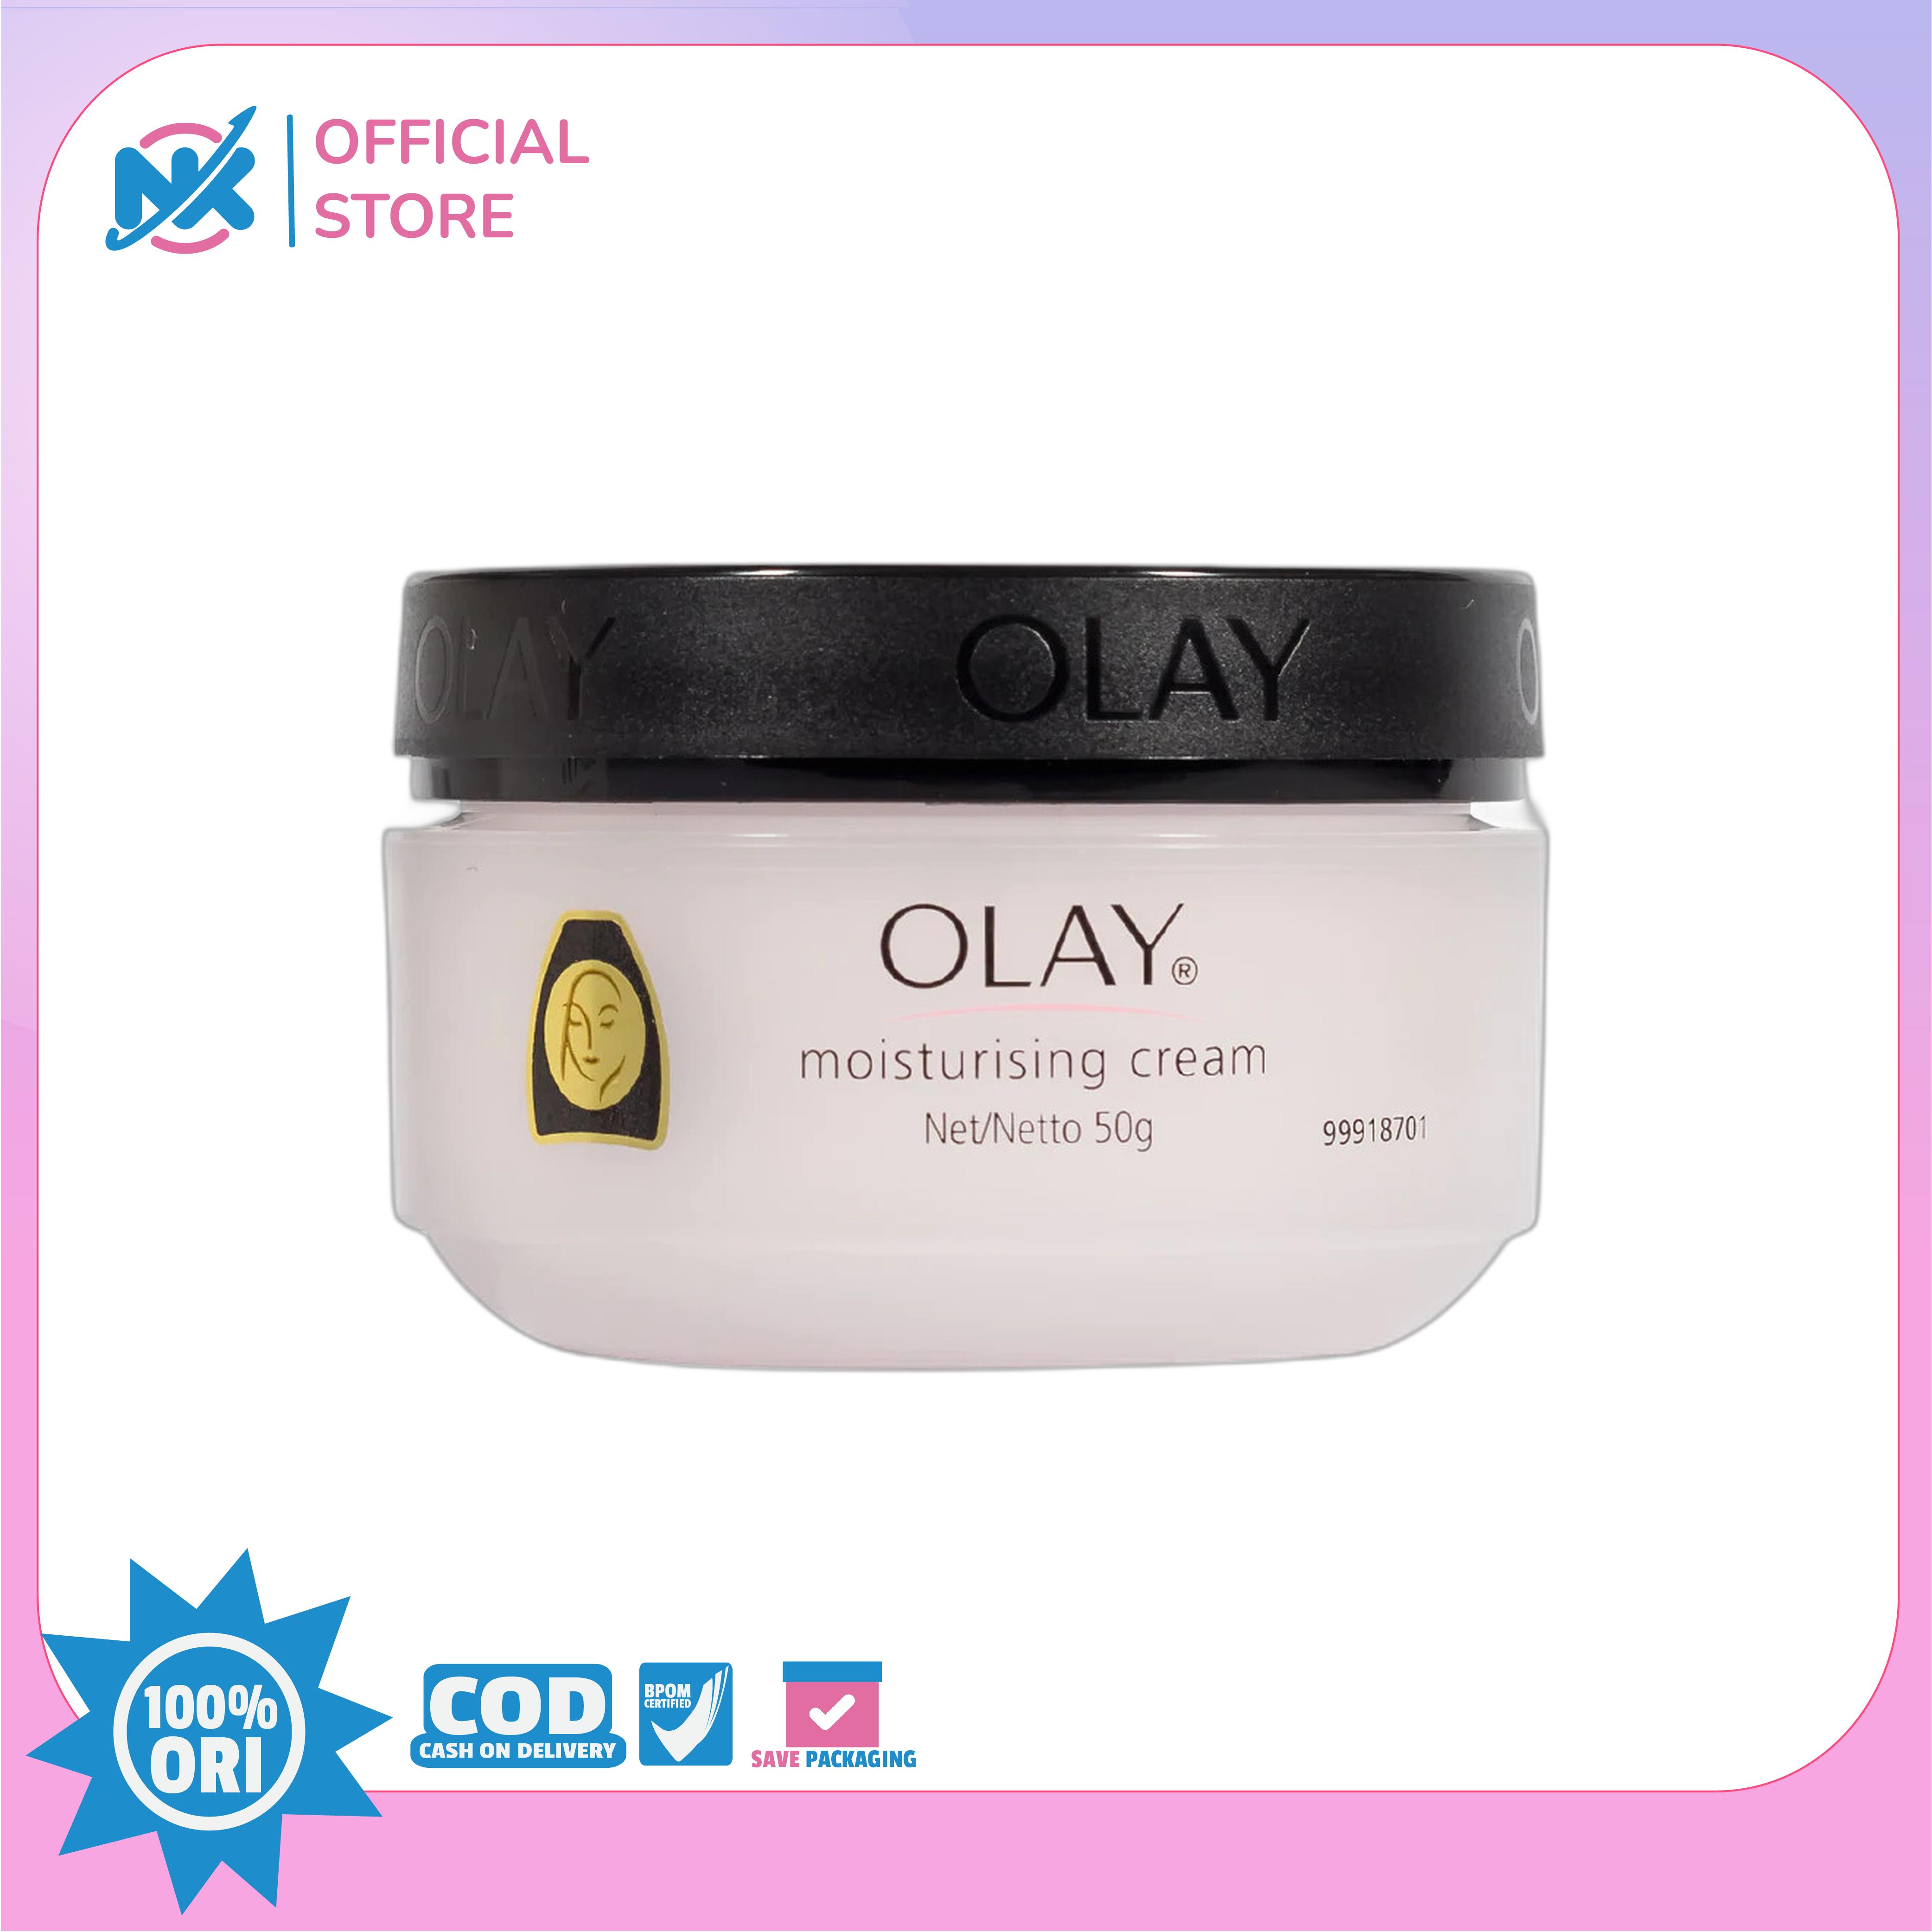 NK
OFFICIAL
STORE
OLAY
OLAY
O
OLAY®
moisturising cream
Net/Netto 50g
99918701
100%
ORI
COD
CASH ON DELIVERY
BPOM
CERTIFIED
SAVE PACKAGING